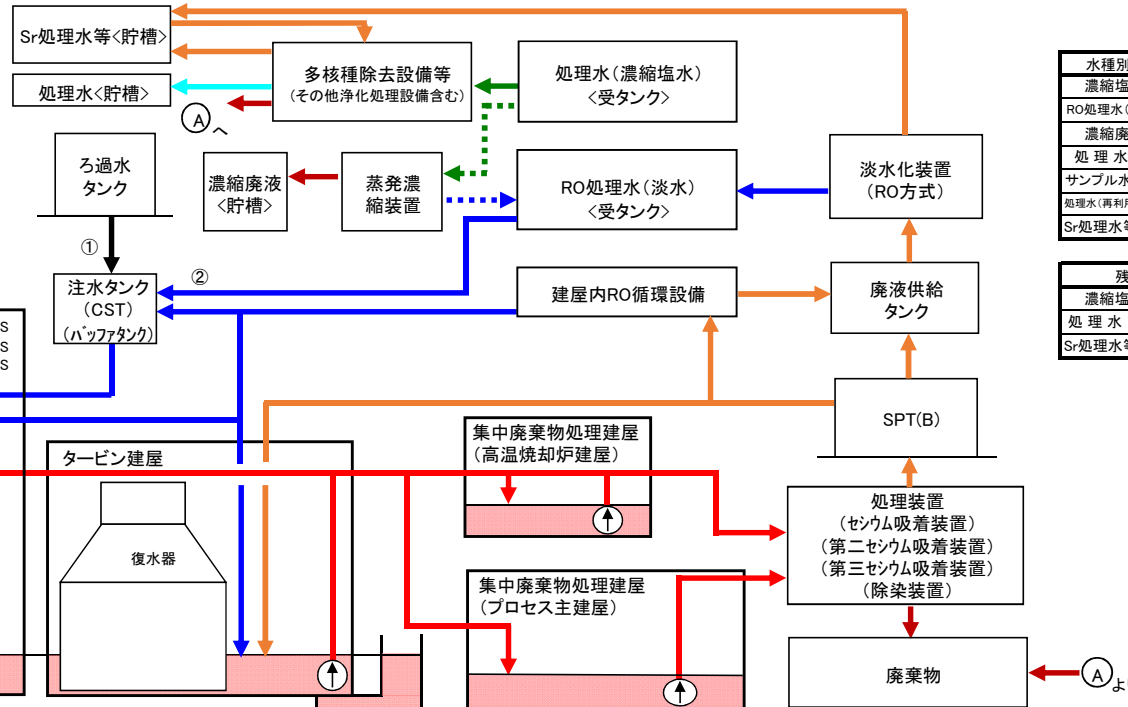 Sr処理水等<貯槽>
処理水<貯槽>
多核種除去設備等
(その他浄化処理設備含む)
処理水(濃縮塩水)
<受タンク>
A へ
ろ過水
タンク
濃縮廃液
<貯槽>
蒸発濃
縮装置
RO処理水(淡水)
<受タンク>
淡水化装置
(RO方式)
①
②
注水タンク
(CST)
(バッファタンク)
建屋内RO循環設備
廃液供給
タンク
S
S
S
SPT(B)
タービン建屋
復水器
集中廃棄物処理建屋
(高温焼却炉建屋)
集中廃棄物処理建屋
(プロセス主建屋)
処理装置
(セシウム吸着装置)
(第二セシウム吸着装置)
(第三セシウム吸着装置)
(除染装置)
廃棄物
A よ
水種別
濃縮塩
RO処理水(
濃縮廃
処 理 水
サンプル水
処理水(再利用
Sr処理水等
残
濃縮塩
処 理 水
Sr処理水等